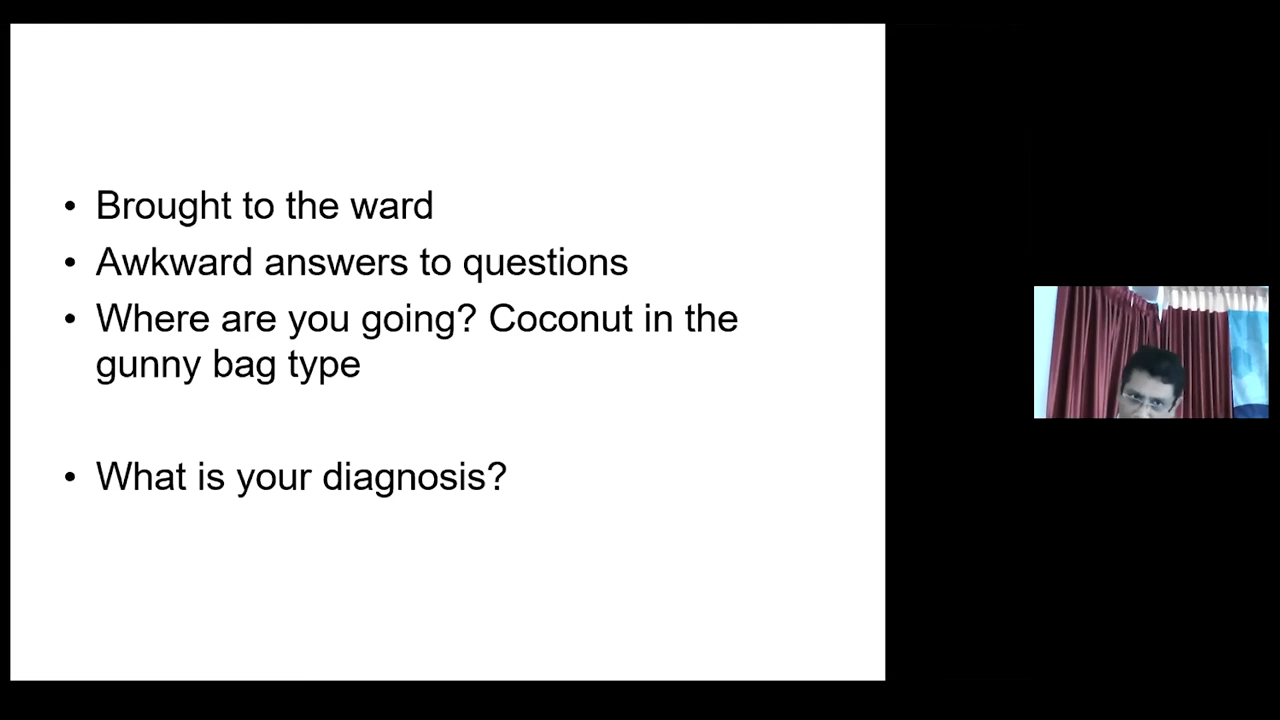 • Brought to the ward
• Awkward answers to questions
• Where are you going? Coconut in the
gunny bag type
• What is your diagnosis?